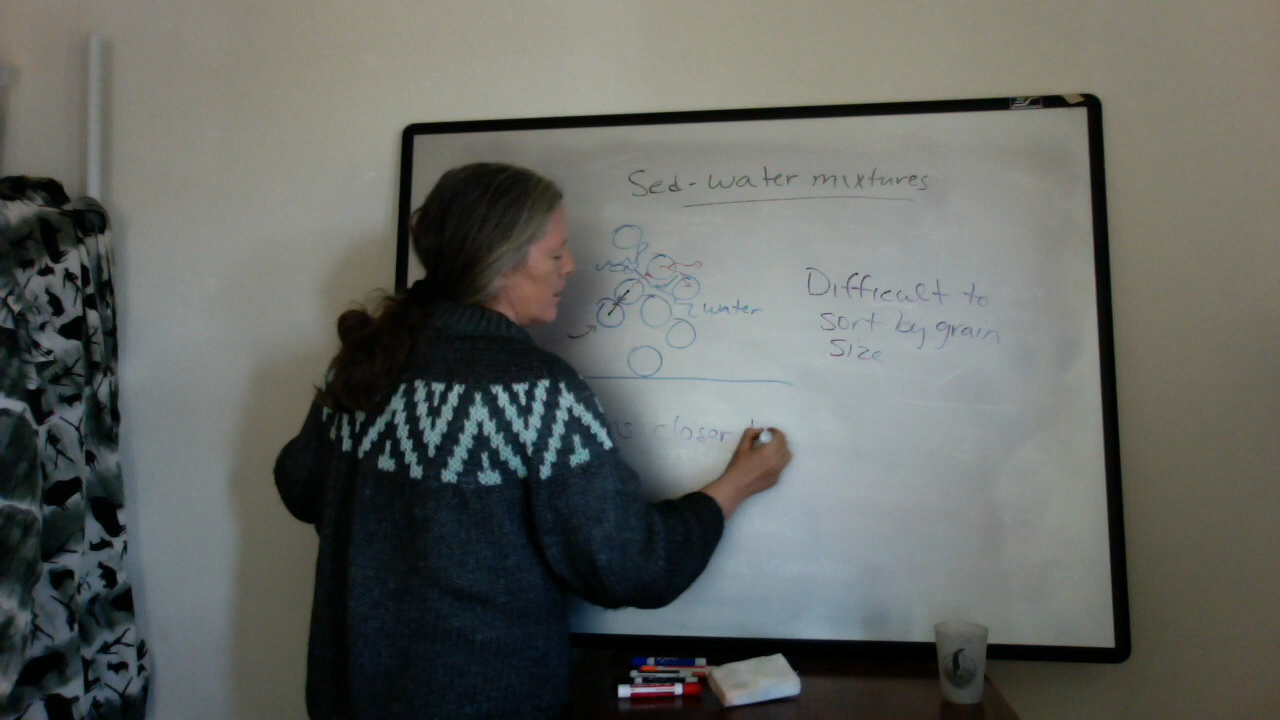 Sed-water mixtures
water
Difficult to
sort by grain
size
closer